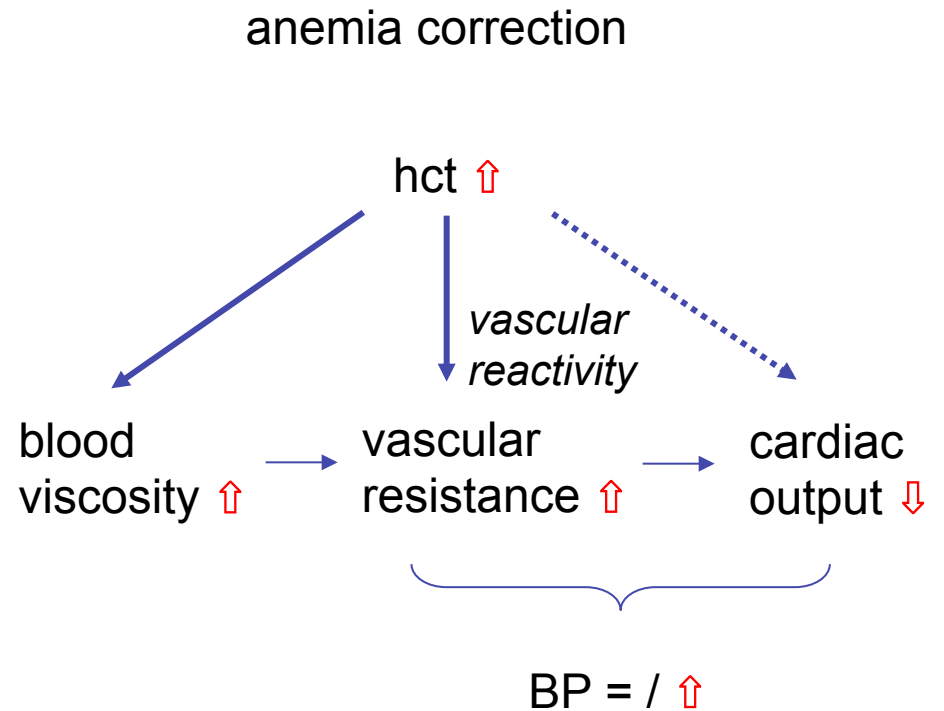 anemia correction
hct ⇧
vascular
reactivity
blood
viscosity ⇧
vascular
resistance ⇧
cardiac
output ⇩
BP = / ⇧